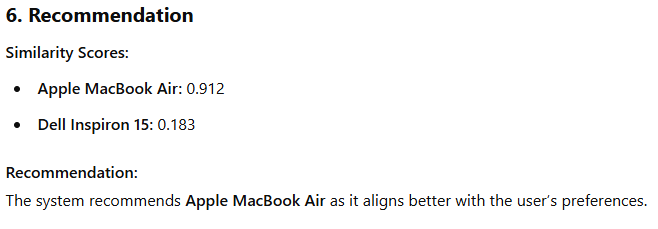 6. Recommendation
Similarity Scores:
• Apple MacBook Air: 0.912
• Dell Inspiron 15: 0.183
Recommendation:
The system recommends Apple MacBook Air as it aligns better with the user's preferences.